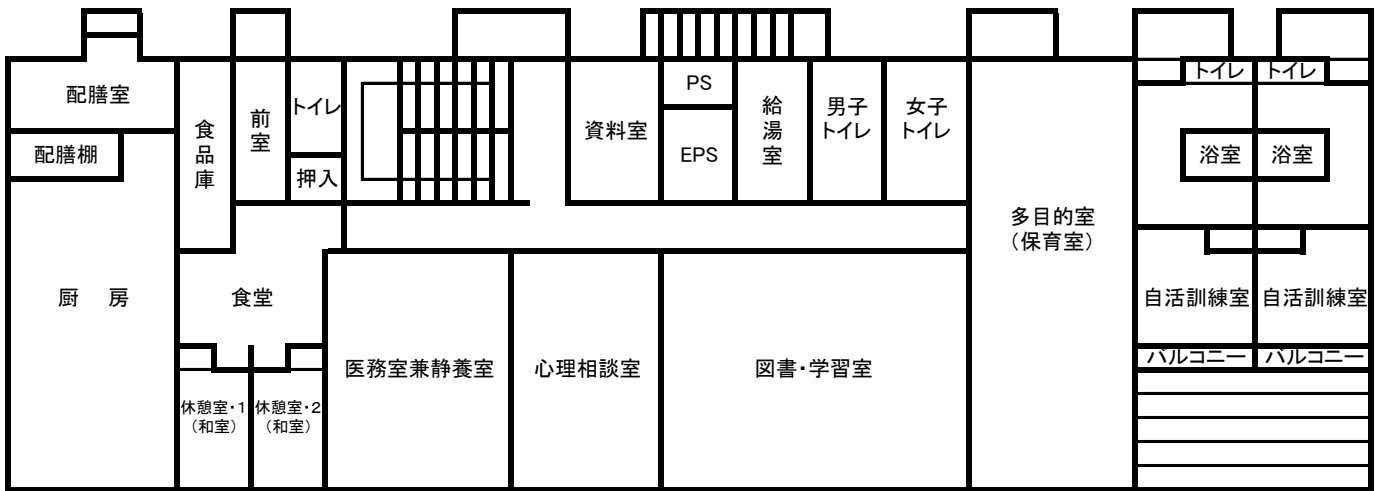 配膳室
配膳棚
厨　房
食品庫
前室
トイレ
押入
食堂
休憩室・1
（和室）
休憩室・2
（和室）
資料室
PS
EPS
給湯室
男子
トイレ
女子
トイレ
医務室兼静養室
心理相談室
図書・学習室
多目的室
（保育室）
トイレ
トイレ
浴室
浴室
自活訓練室
自活訓練室
バルコニー
バルコニー